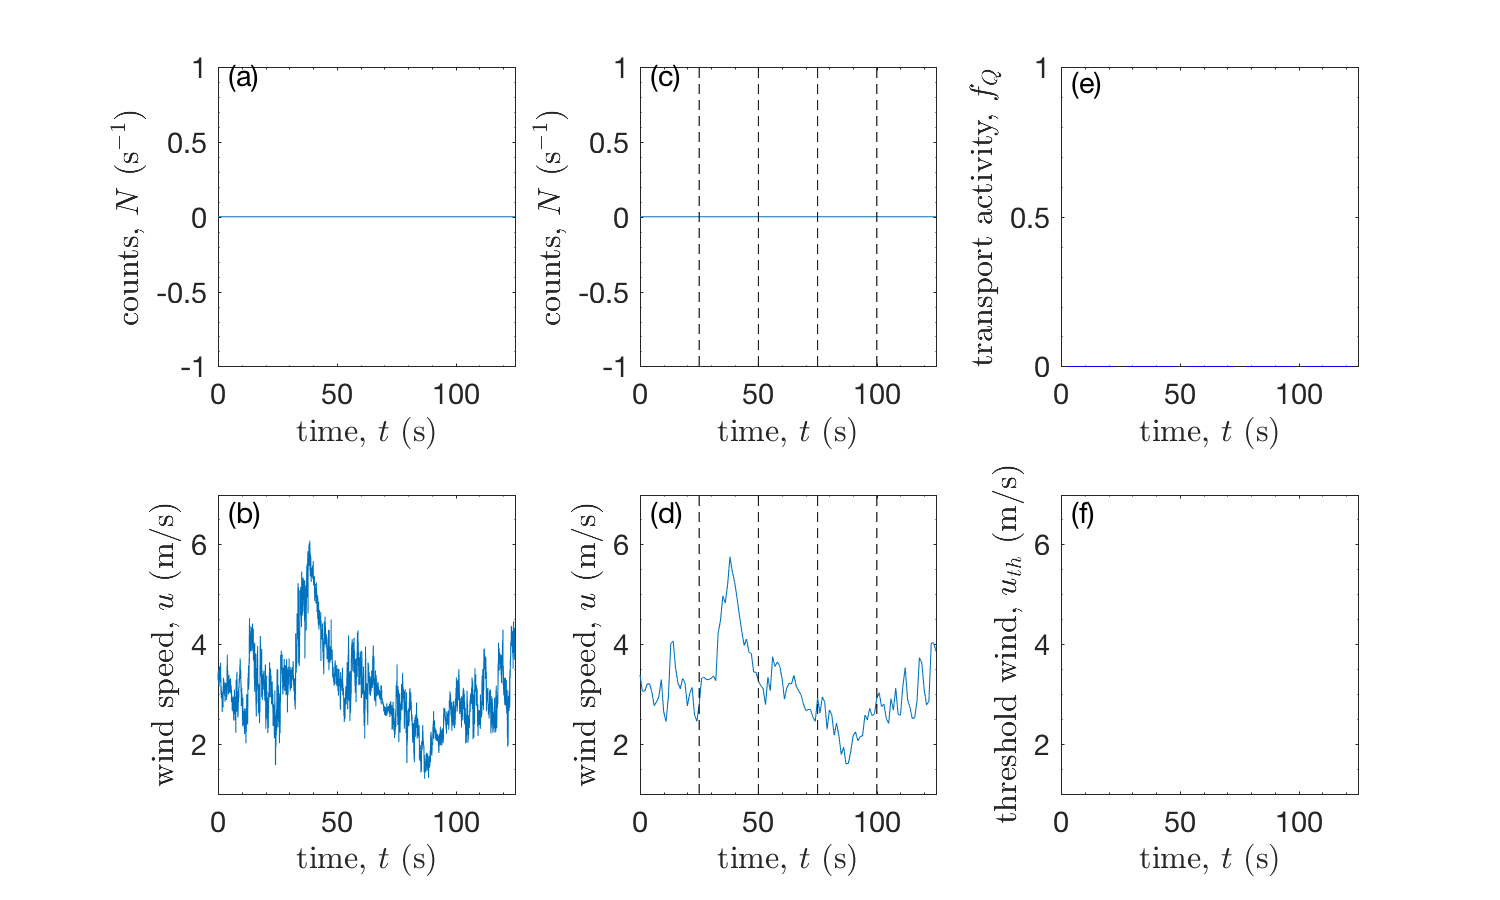 (a)
1
0.5
0
-0.5
-1
counts, N (s⁻¹)
0 50 100
time, t (s)
(c)
1
0.5
0
-0.5
-1
counts, N (s⁻¹)
0 50 100
time, t (s)
(e)
1
0.5
0
transport activity, f_Q
0 50 100
time, t (s)
(b)
6
4
2
wind speed, u (m/s)
0 50 100
time, t (s)
(d)
6
4
2
wind speed, u (m/s)
0 50 100
time, t (s)
(f)
6
4
2
threshold wind, u_th (m/s)
0 50 100
time, t (s)